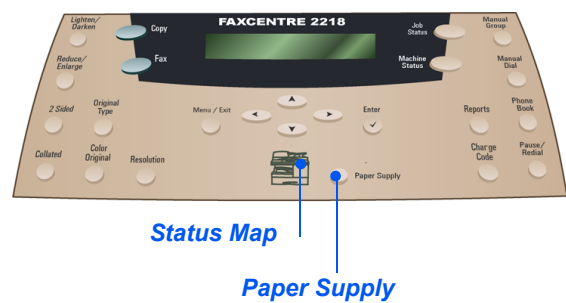 FAXCENTRE 2218
Lighten/
Darken
Copy
Job
Status
Manual
Group
Reduce/
Enlarge
Fax
Machine
Status
Manual
Dial
2 Sided
Original
Type
Menu / Exit
Enter
Reports
Phone
Book
Collated
Color
Original
Resolution
Paper Supply
Charge
Code
Pause/
Redial
Status Map
Paper Supply